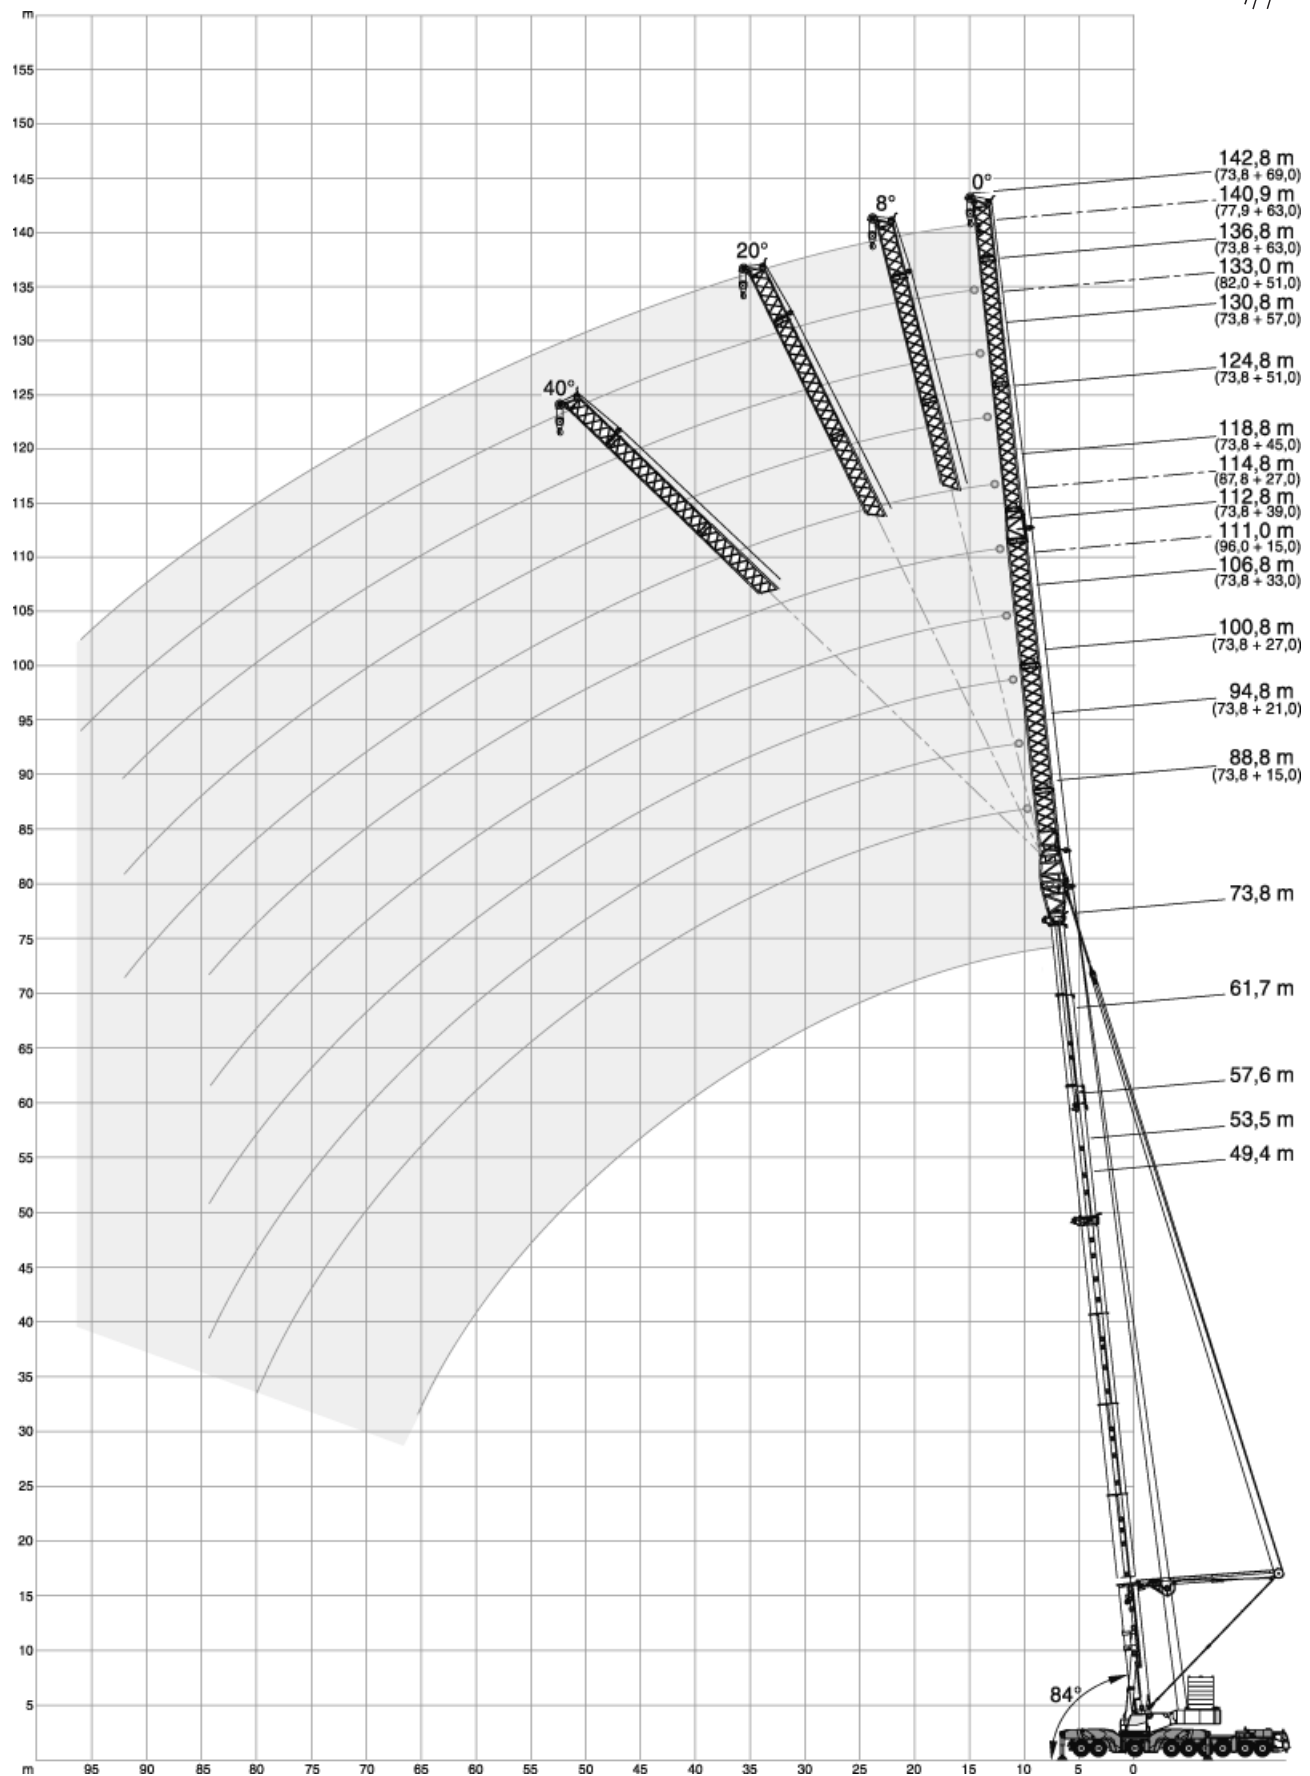 m
155
150
145
140
135
130
125
120
115
110
105
100
95
90
85
80
75
70
65
60
55
50
45
40
35
30
25
20
15
10
5
m 95 90 85 80 75 70 65 60 55 50 45 40 35 30 25 20 15 10 5 0
40°
20°
8°
0°
84°
142,8 m
(73,8 + 69,0)
140,9 m
(77,9 + 63,0)
136,8 m
(73,8 + 63,0)
133,0 m
(82,0 + 51,0)
130,8 m
(73,8 + 57,0)
124,8 m
(73,8 + 51,0)
118,8 m
(73,8 + 45,0)
114,8 m
(87,8 + 27,0)
112,8 m
(73,8 + 39,0)
111,0 m
(96,0 + 15,0)
106,8 m
(73,8 + 33,0)
100,8 m
(73,8 + 27,0)
94,8 m
(73,8 + 21,0)
88,8 m
(73,8 + 15,0)
73,8 m
61,7 m
57,6 m
53,5 m
49,4 m